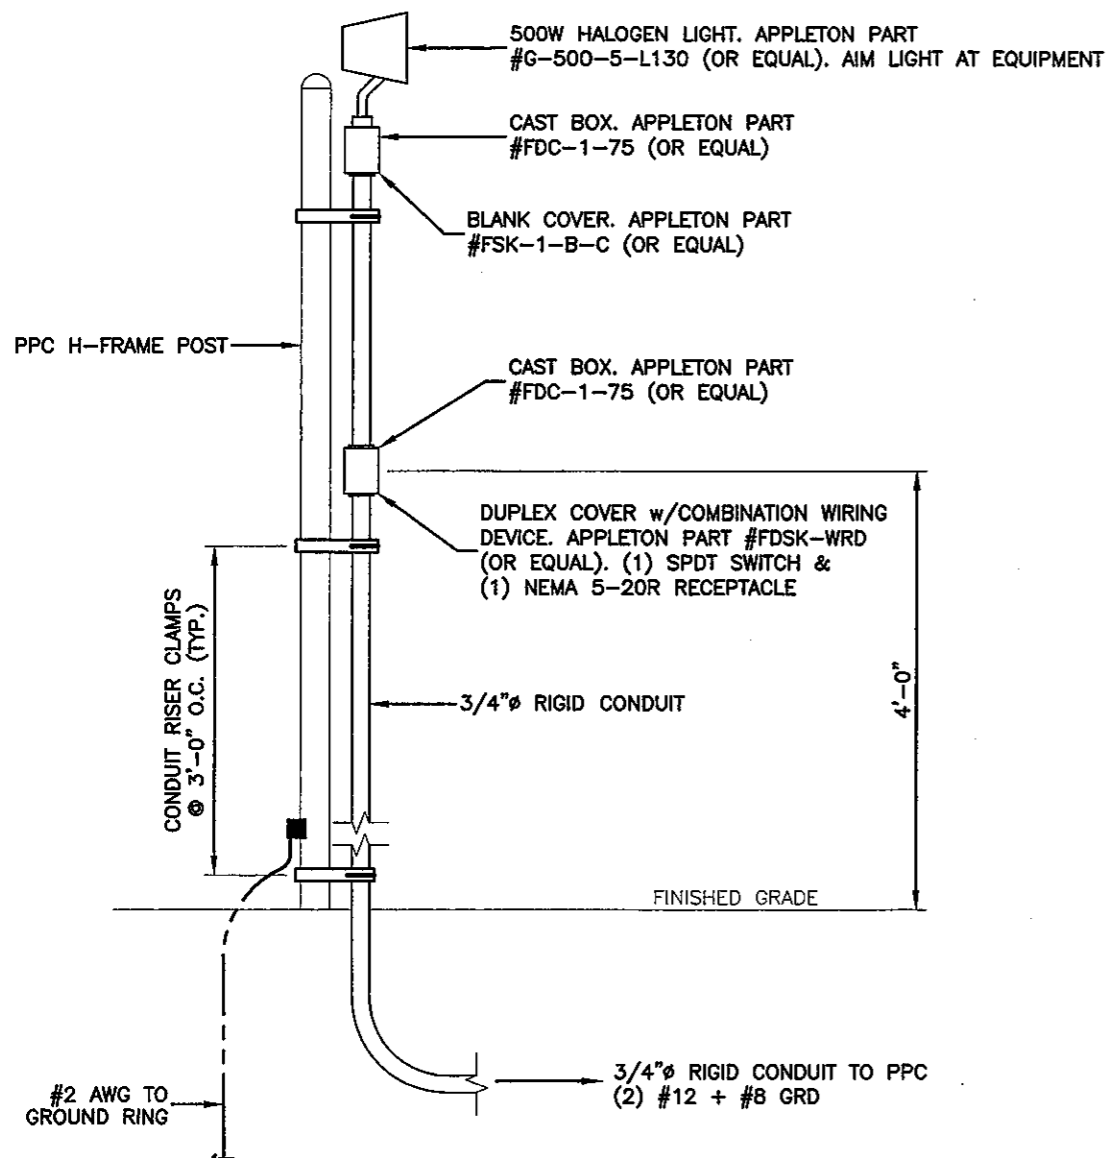 500W HALOGEN LIGHT. APPLETON PART
#G-500-5-L130 (OR EQUAL). AIM LIGHT AT EQUIPMENT
CAST BOX. APPLETON PART
#FDC-1-75 (OR EQUAL)
BLANK COVER. APPLETON PART
#FSK-1-B-C (OR EQUAL)
PPC H-FRAME POST
CAST BOX. APPLETON PART
#FDC-1-75 (OR EQUAL)
DUPLEX COVER w/COMBINATION WIRING
DEVICE. APPLETON PART #FDSK-WRD
(OR EQUAL). (1) SPDT SWITCH &
(1) NEMA 5-20R RECEPTACLE
CONDUIT RISER CLAMPS
@ 3'-0" O.C. (TYP.)
3/4"ø RIGID CONDUIT
4'-0"
FINISHED GRADE
3/4"ø RIGID CONDUIT TO PPC
(2) #12 + #8 GRD
#2 AWG TO
GROUND RING